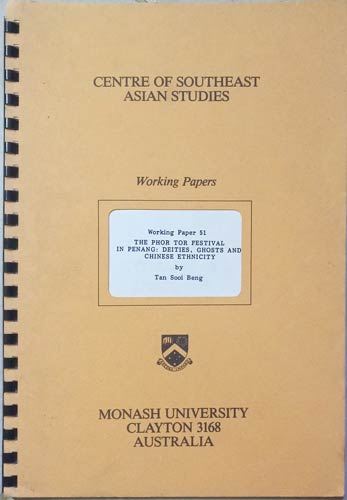 CENTRE OF SOUTHEAST
ASIAN STUDIES
Working Papers
Working Paper 51
THE PHOR TOR FESTIVAL
IN PENANG: DEITIES, GHOSTS AND
CHINESE ETHNICITY
by
Tan Sooi Beng
MONASH UNIVERSITY
CLAYTON 3168
AUSTRALIA